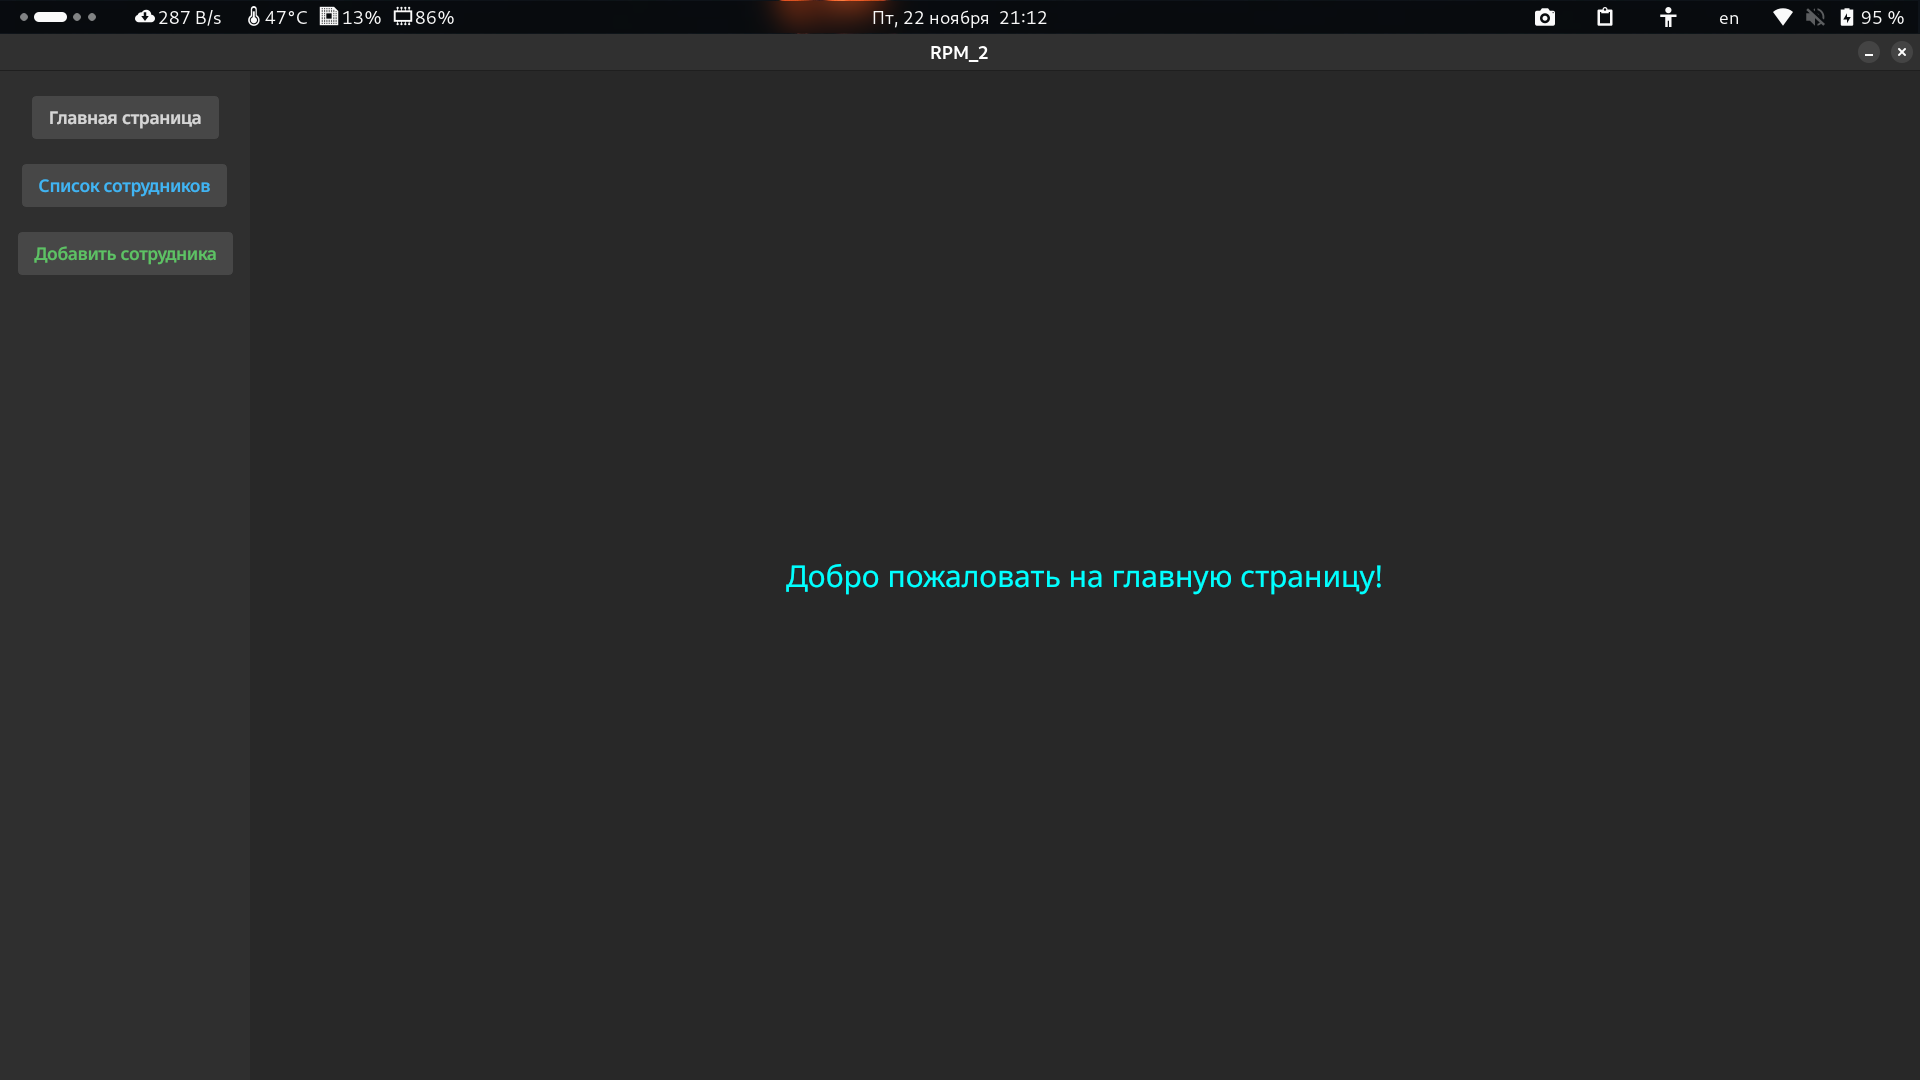 287 B/s 47°C 13% 86% Пт, 22 ноября 21:12 en 95 %
RPM_2
Главная страница
Список сотрудников
Добавить сотрудника
Добро пожаловать на главную страницу!